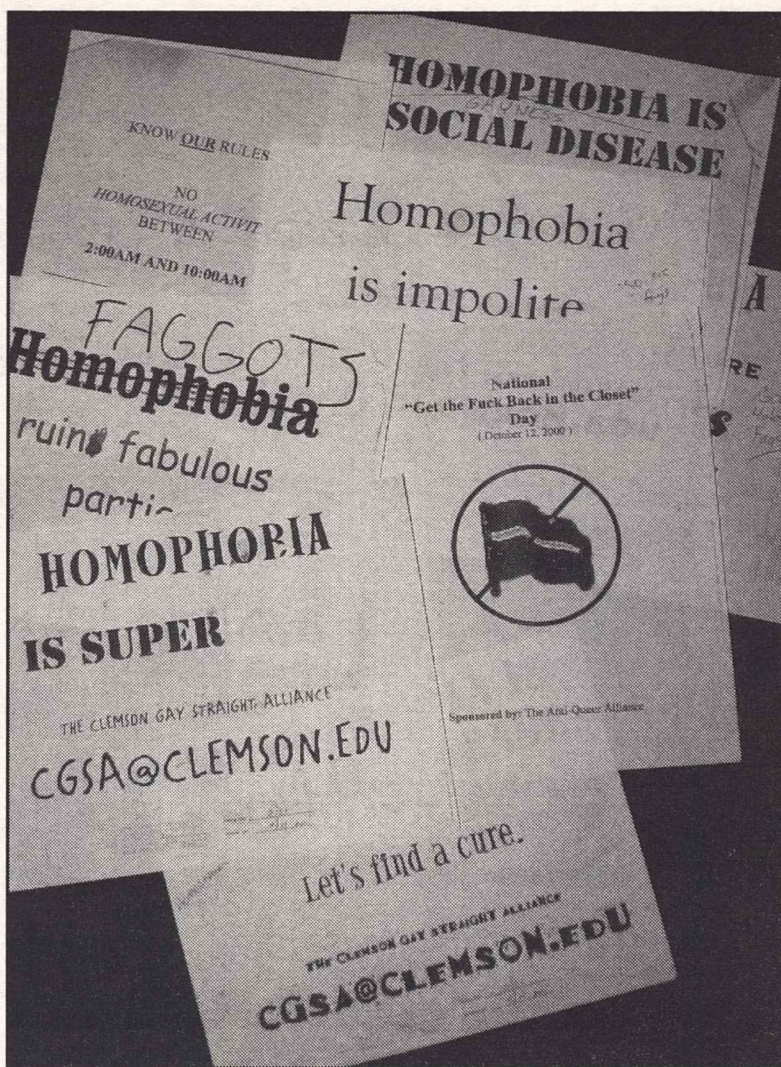 HOMOPHOBIA IS
GAYNESS
SOCIAL DISEASE
KNOW OUR RULES
NO
HOMOSEXUAL ACTIVIT
BETWEEN
2:00AM AND 10:00AM
Homophobia
is impolite
FAGGOTS
Homophobia
ruins fabulous
partie
HOMOPHOBIA
IS SUPER
THE CLEMSON GAY STRAIGHT ALLIANCE
CGSA@CLEMSON.EDU
National
"Get the Fuck Back in the Closet"
Day
( October 12, 2000 )
Sponsored by: The Anti-Queer Alliance
A
RE
S
Let's find a cure.
THE CLEMSON GAY STRAIGHT ALLIANCE
CGSA@CLEMSON.EDU